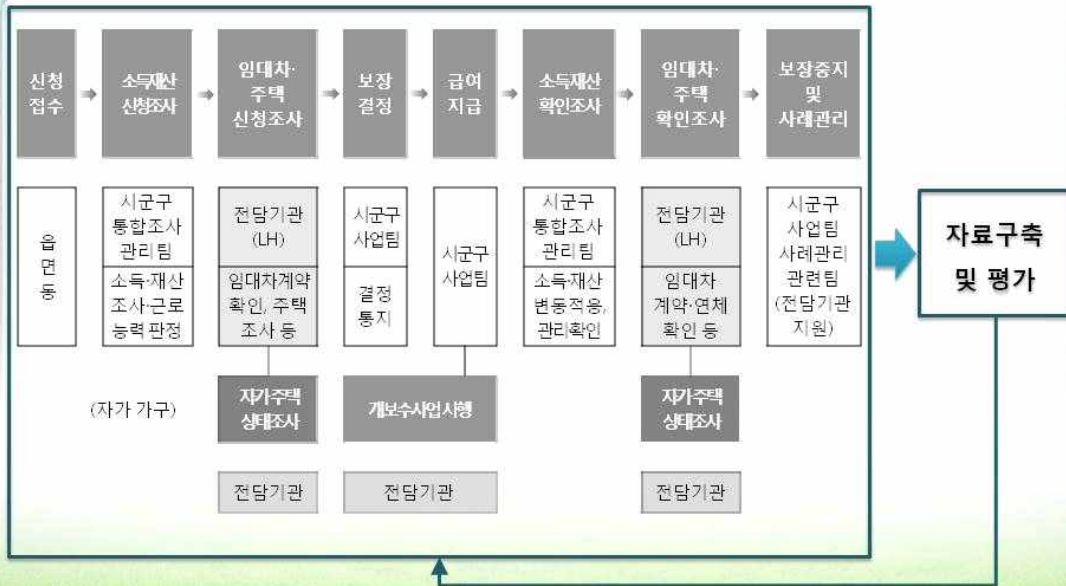 신청
접수
소득재산
신청조사
임대차·
주택
신청조사
보장
결정
급여
지급
소득재산
확인조사
임대차·
주택
확인조사
보장중지
및
사례관리
읍
면
동
시군구
통합조사
관리팀
소득·재산
조사·근로
능력 판정
전담기관
(LH)
임대차계약
확인, 주택
조사 등
시군구
사업팀
결정
통지
시군구
사업팀
시군구
통합조사
관리팀
소득·재산
변동적용,
관리확인
전담기관
(LH)
임대차
계약·연체
확인 등
시군구
사업팀
사례관리
관련팀
(전담기관
지원)
자료구축
및 평가
(자가 가구)
자가주택
상태조사
개보수사업 시행
자가주택
상태조사
전담기관
전담기관
전담기관